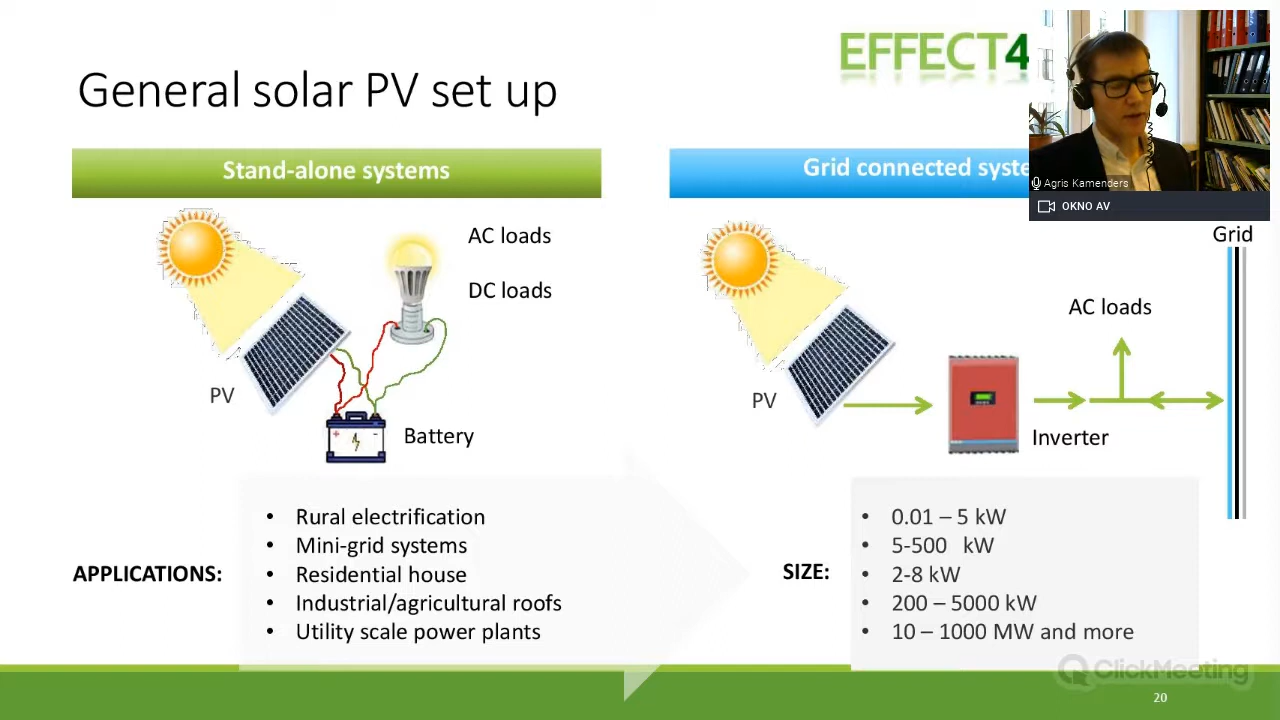 EFFECT4
General solar PV set up
Stand-alone systems
Grid connected syste
Agris Kamenders
OKNO AV
Grid
AC loads
DC loads
AC loads
PV
PV
Battery
Inverter
APPLICATIONS:
• Rural electrification
• Mini-grid systems
• Residential house
• Industrial/agricultural roofs
• Utility scale power plants
SIZE:
• 0.01 – 5 kW
• 5-500 kW
• 2-8 kW
• 200 – 5000 kW
• 10 – 1000 MW and more
ClickMeeting
20